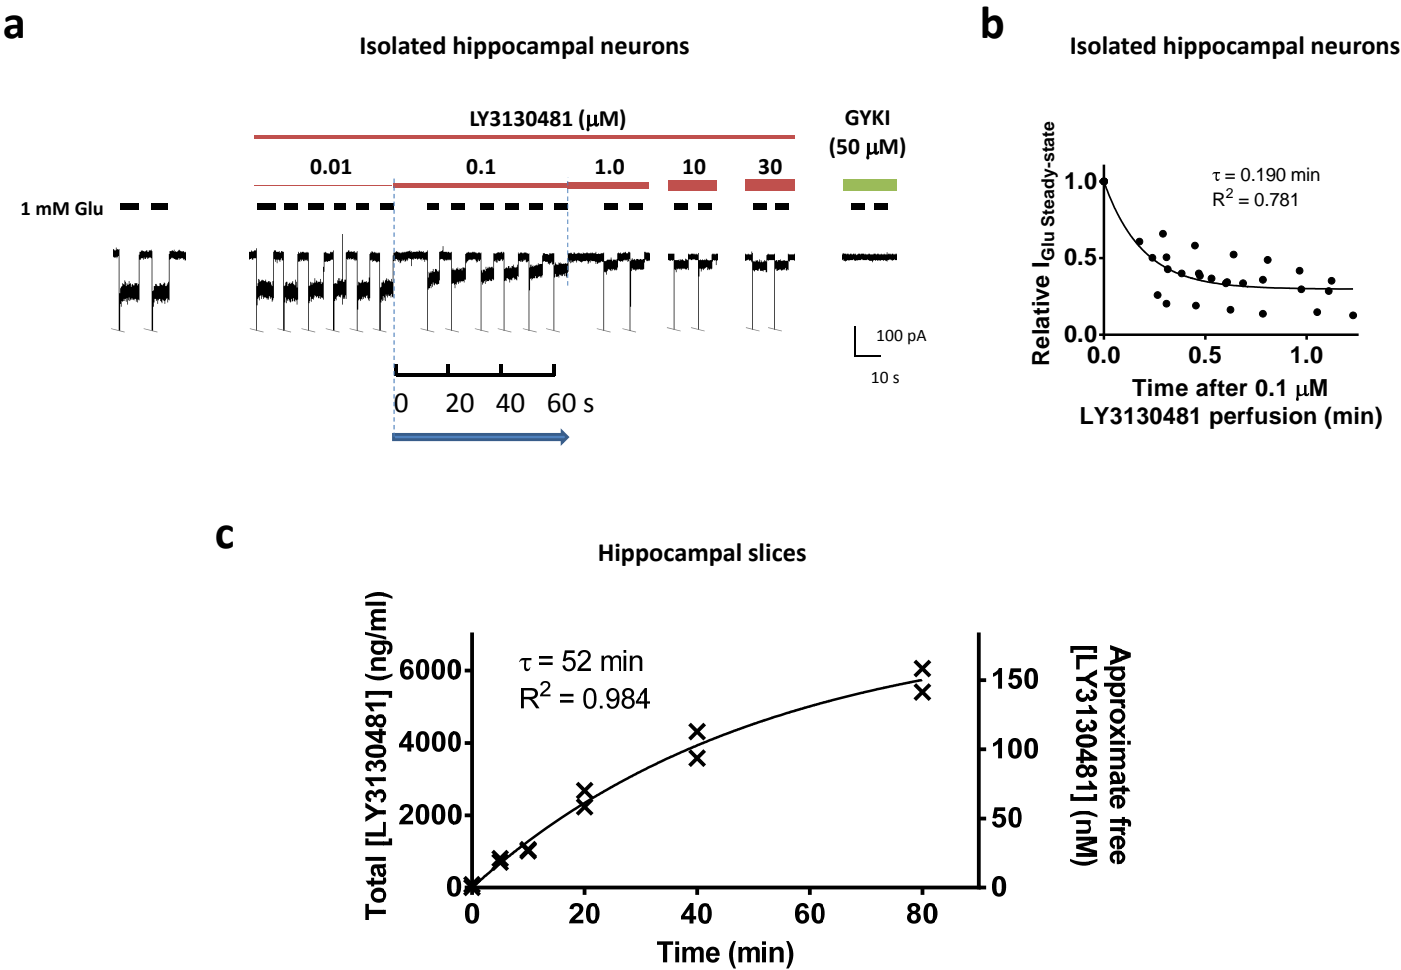 a
Isolated hippocampal neurons
LY3130481 (μM)
0.01
0.1
1.0
10
30
GYKI
(50 μM)
1 mM Glu
100 pA
10 s
0 20 40 60 s
b
Isolated hippocampal neurons
Relative I Glu Steady-state
1.0
0.5
0.0
τ = 0.190 min
R² = 0.781
0.0 0.5 1.0
Time after 0.1 μM
LY3130481 perfusion (min)
c
Hippocampal slices
Total [LY3130481] (ng/ml)
6000
4000
2000
0
τ = 52 min
R² = 0.984
150
100
50
0
Approximate free
[LY3130481] (nM)
0 20 40 60 80
Time (min)